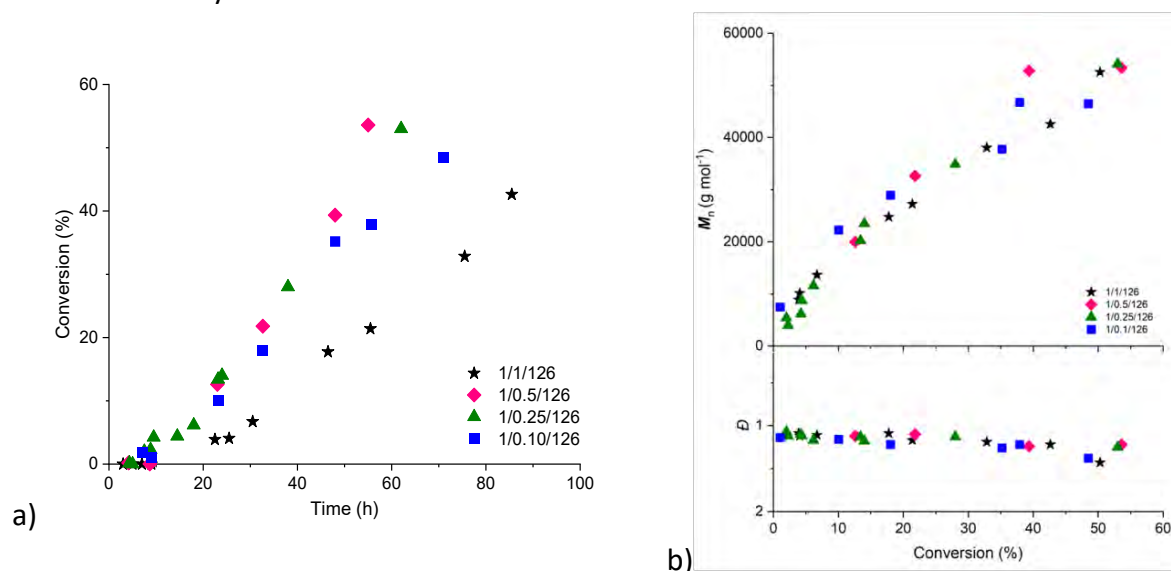 60
40
20
0
Conversion (%)
0 20 40 60 80 100
Time (h)
1/1/126
1/0.5/126
1/0.25/126
1/0.10/126
a)
60000
40000
20000
0
Mn (g mol⁻¹)
1/1/126
1/0.5/126
1/0.25/126
1/0.1/126
1
2
Đ
0 10 20 30 40 50 60
Conversion (%)
b)